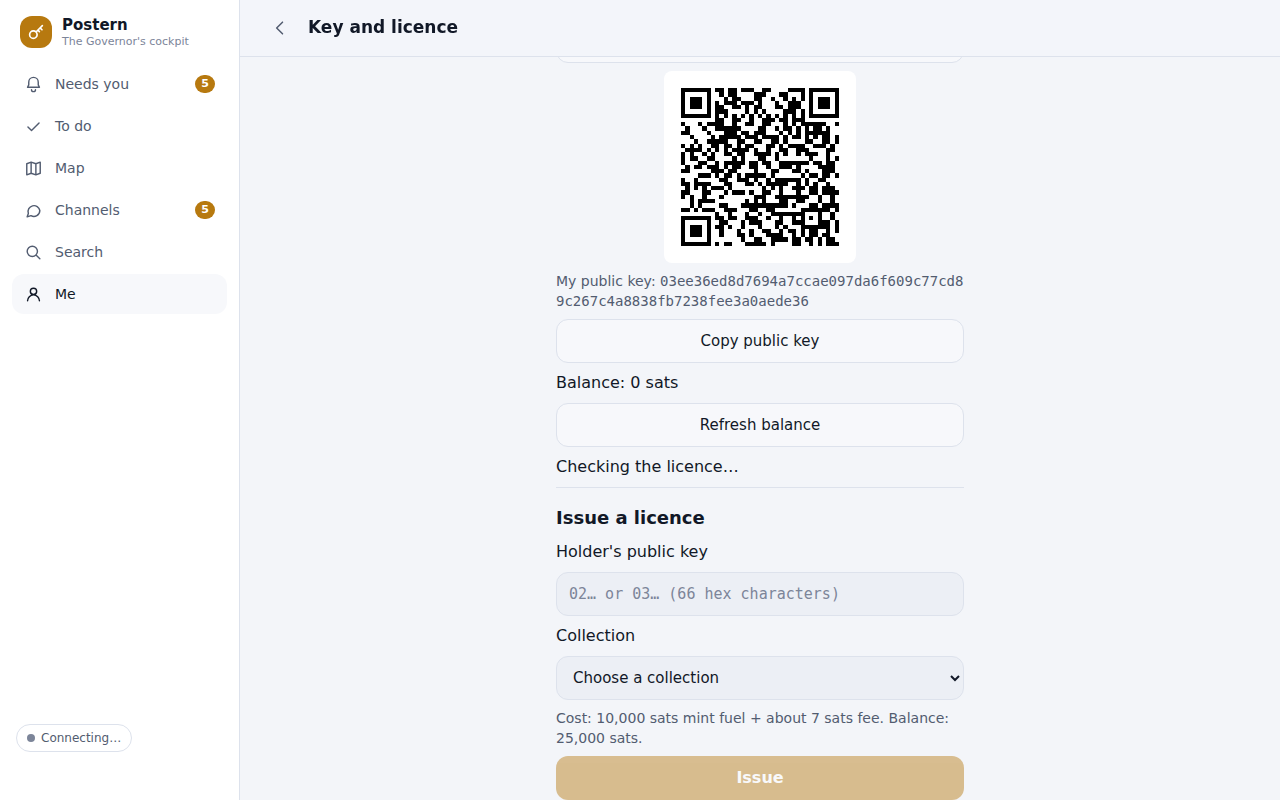 Postern
The Governor's cockpit
Needs you 5
To do
Map
Channels 5
Search
Me
Connecting…
Key and licence
My public key: 03ee36ed8d7694a7ccae097da6f609c77cd8
9c267c4a8838fb7238fee3a0aede36
Copy public key
Balance: 0 sats
Refresh balance
Checking the licence…
Issue a licence
Holder's public key
02… or 03… (66 hex characters)
Collection
Choose a collection
Cost: 10,000 sats mint fuel + about 7 sats fee. Balance:
25,000 sats.
Issue